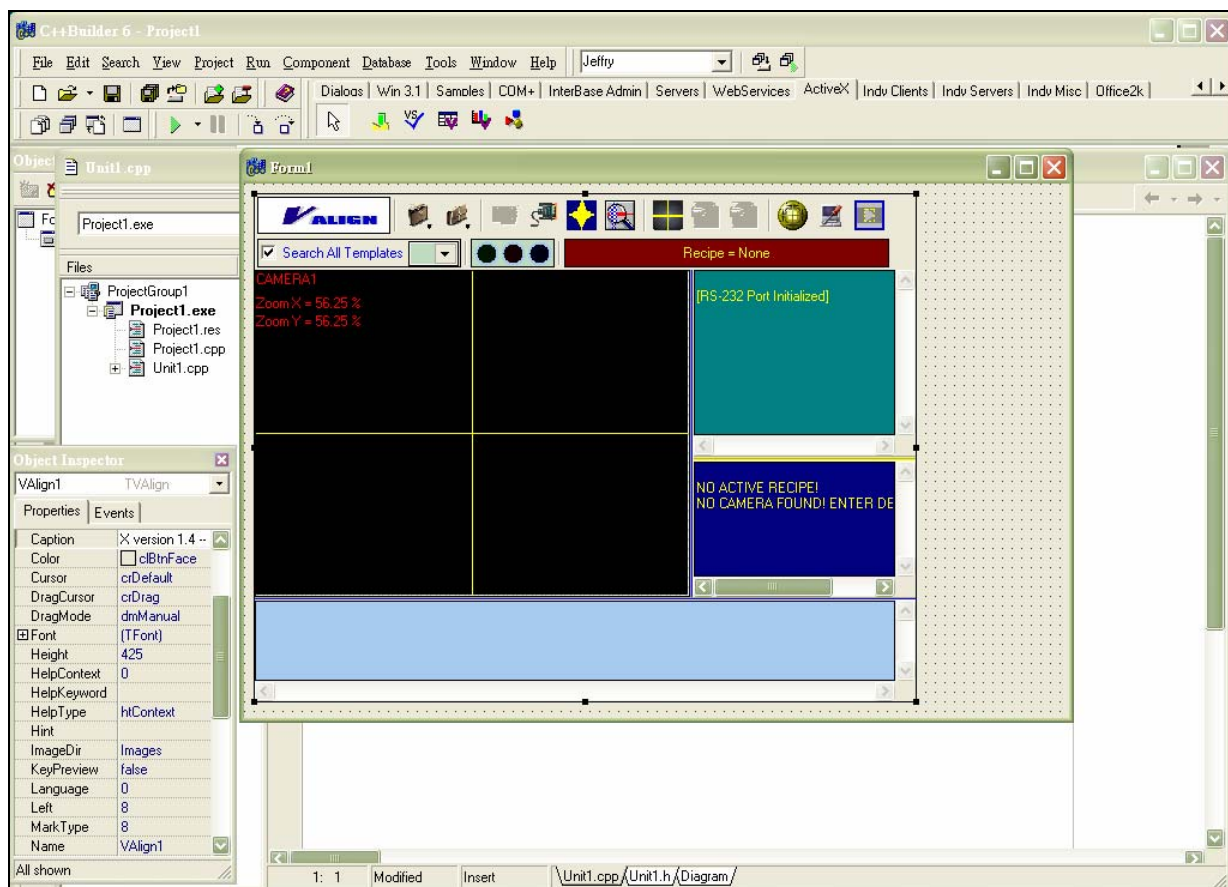 C++Builder 6 - Project1
File Edit Search View Project Run Component Database Tools Window Help Jeffry
Dialogs Win 3.1 Samples COM+ InterBase Admin Servers WebServices ActiveX Indy Clients Indy Servers Indy Misc Office2k
Object
Unit1.cpp
Project1.exe
Files
ProjectGroup1
Project1.exe
Project1.res
Project1.cpp
Unit1.cpp
Form1
VALIGN
Search All Templates
Recipe = None
CAMERA1
Zoom X = 56.25 %
Zoom Y = 56.25 %
[RS-232 Port Initialized]
NO ACTIVE RECIPE!
NO CAMERA FOUND! ENTER DE
Object Inspector
VAlign1 TVAlign
Properties Events
Caption X version 1.4 --
Color clBtnFace
Cursor crDefault
DragCursor crDrag
DragMode dmManual
Font (TFont)
Height 425
HelpContext 0
HelpKeyword
HelpType htContext
Hint
ImageDir Images
KeyPreview false
Language 0
Left 8
MarkType 8
Name VAlign1
All shown
1: 1 Modified Insert Unit1.cpp Unit1.h Diagram